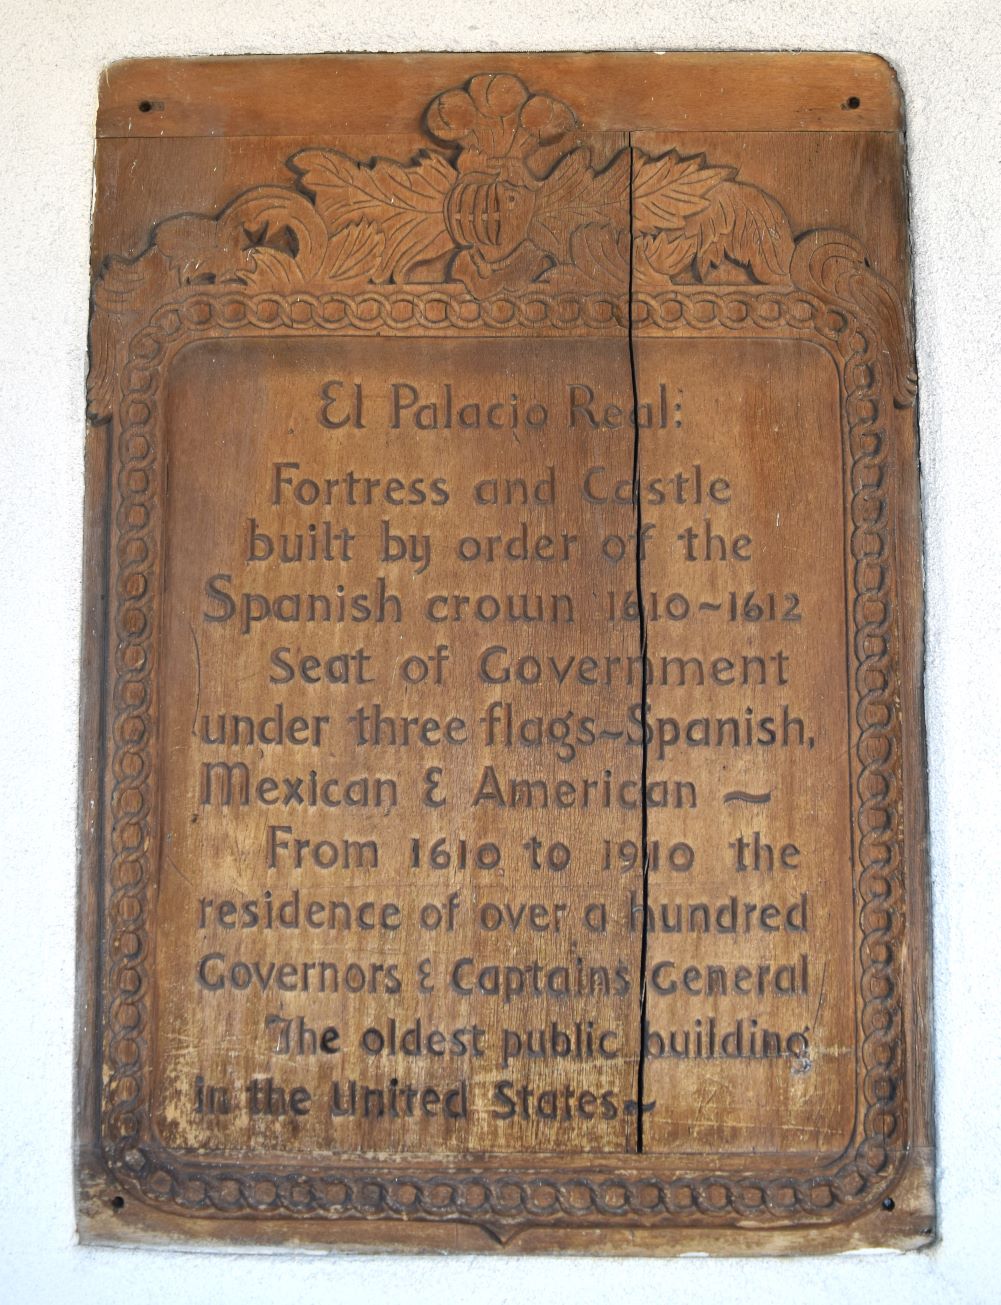 El Palacio Real:
Fortress and Castle
built by order of the
Spanish crown 1610~1612
Seat of Government
under three flags~Spanish,
Mexican & American ~
From 1610 to 1910 the
residence of over a hundred
Governors & Captains General
The oldest public building
in the United States~